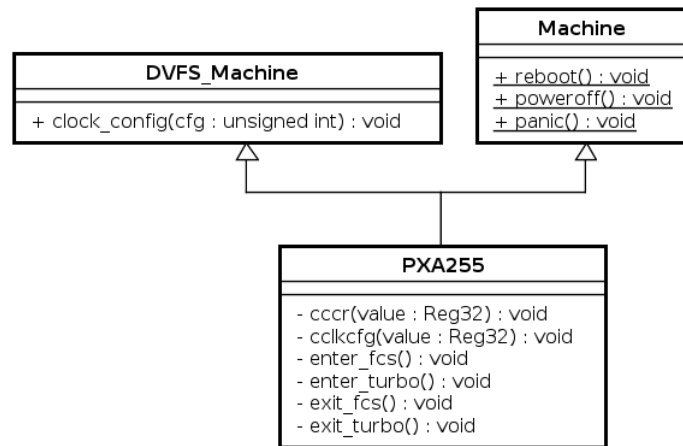 Machine
+ reboot() : void
+ poweroff() : void
+ panic() : void
DVFS_Machine
+ clock_config(cfg : unsigned int) : void
PXA255
- cccr(value : Reg32) : void
- cclkcfg(value : Reg32) : void
- enter_fcs() : void
- enter_turbo() : void
- exit_fcs() : void
- exit_turbo() : void